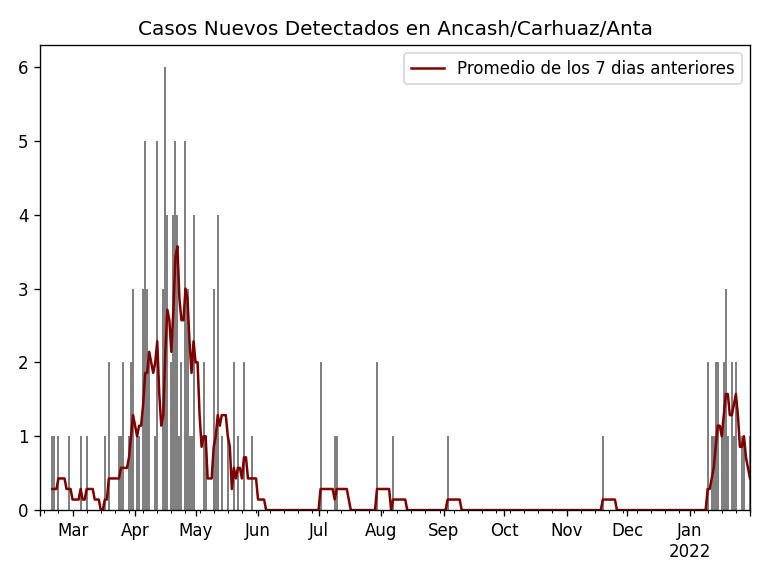 Casos Nuevos Detectados en Ancash/Carhuaz/Anta
Promedio de los 7 dias anteriores
6
5
4
3
2
1
0
Mar Apr May Jun Jul Aug Sep Oct Nov Dec Jan
2022